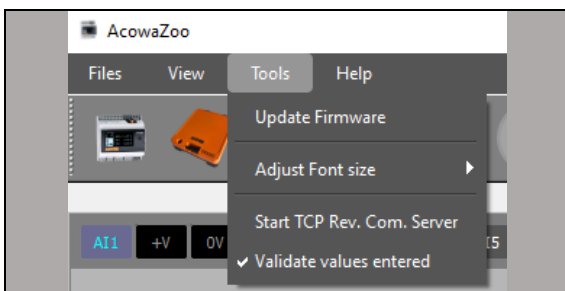 AcowaZoo
Files View Tools Help
Update Firmware
Adjust Font size
Start TCP Rev. Com. Server
AI1 +V 0V I5
✓ Validate values entered